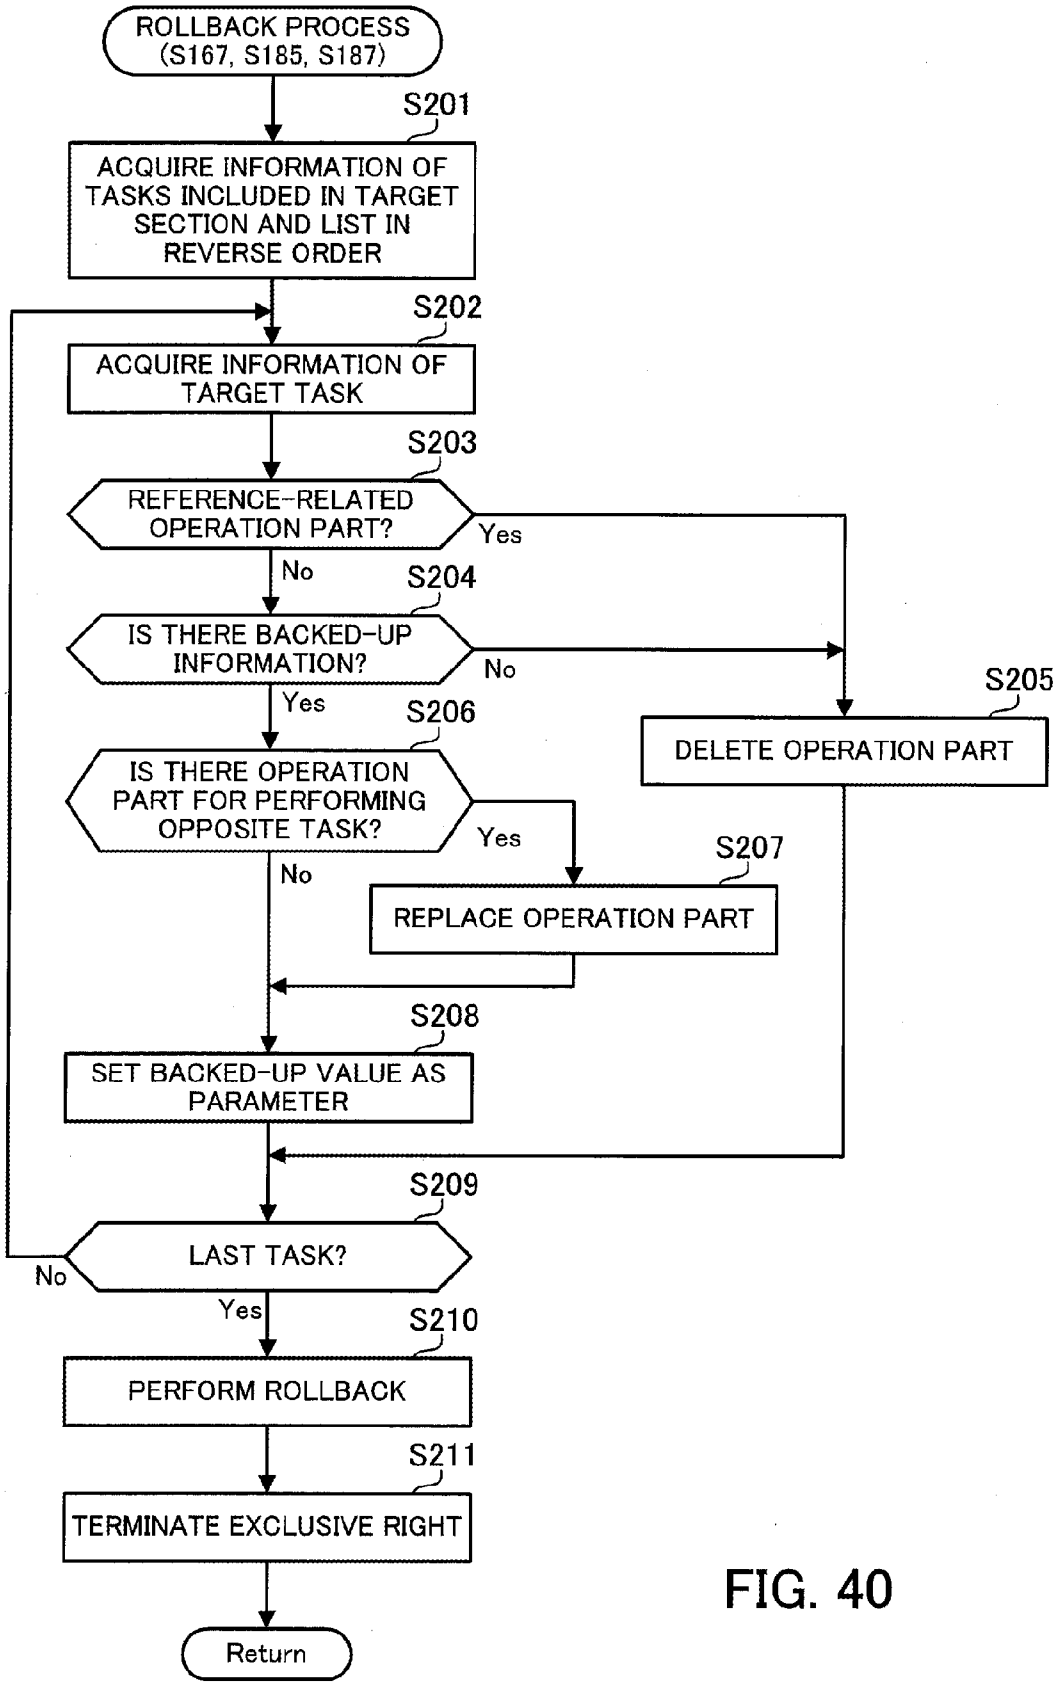 ROLLBACK PROCESS
(S167, S185, S187)
S201
ACQUIRE INFORMATION OF
TASKS INCLUDED IN TARGET
SECTION AND LIST IN
REVERSE ORDER
S202
ACQUIRE INFORMATION OF
TARGET TASK
S203
REFERENCE-RELATED
OPERATION PART?
Yes
No
S204
IS THERE BACKED-UP
INFORMATION?
No
Yes
S205
DELETE OPERATION PART
S206
IS THERE OPERATION
PART FOR PERFORMING
OPPOSITE TASK?
Yes
No
S207
REPLACE OPERATION PART
S208
SET BACKED-UP VALUE AS
PARAMETER
S209
LAST TASK?
No
Yes
S210
PERFORM ROLLBACK
S211
TERMINATE EXCLUSIVE RIGHT
Return
FIG. 40